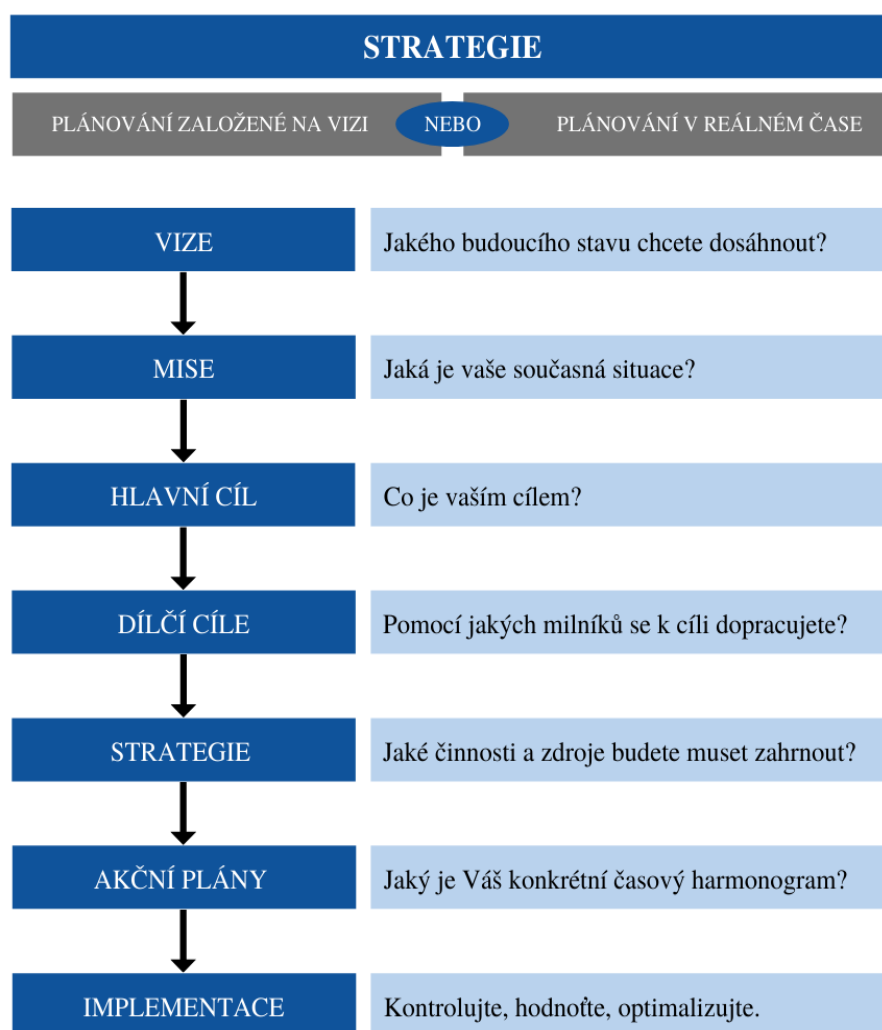 STRATEGIE
PLÁNOVÁNÍ ZALOŽENÉ NA VIZI
NEBO
PLÁNOVÁNÍ V REÁLNÉM ČASE
VIZE
Jakého budoucího stavu chcete dosáhnout?
MISE
Jaká je vaše současná situace?
HLAVNÍ CÍL
Co je vaším cílem?
DÍLČÍ CÍLE
Pomocí jakých milníků se k cíli dopracujete?
STRATEGIE
Jaké činnosti a zdroje budete muset zahrnout?
AKČNÍ PLÁNY
Jaký je Váš konkrétní časový harmonogram?
IMPLEMENTACE
Kontrolujte, hodnoťte, optimalizujte.